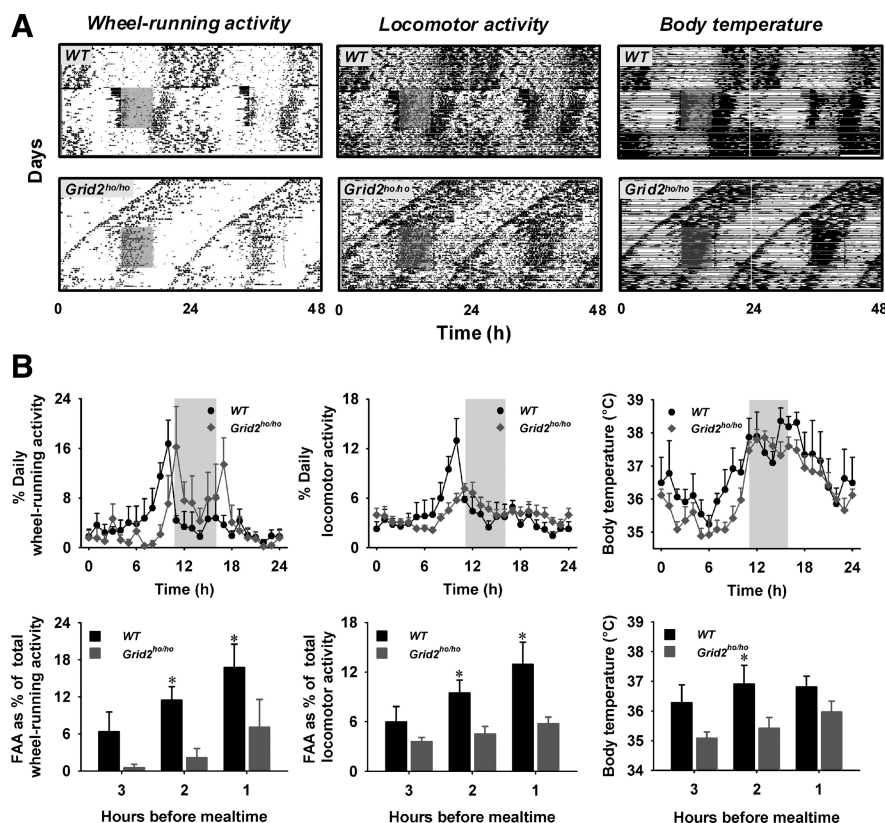 A
Wheel-running activity
Locomotor activity
Body temperature
WT
WT
WT
Days
Grid2ho/ho
Grid2ho/ho
Grid2ho/ho
0 24 48
0 24 48
0 24 48
Time (h)
B
24
16
8
0
% Daily
wheel-running activity
WT
Grid2ho/ho
0 6 12 18 24
Time (h)
18
12
6
0
% Daily
locomotor activity
WT
Grid2ho/ho
0 6 12 18 24
Time (h)
39
38
37
36
35
Body temperature (°C)
WT
Grid2ho/ho
0 6 12 18 24
Time (h)
24
18
12
6
0
FAA as % of total
wheel-running activity
WT
Grid2ho/ho
*
*
3 2 1
Hours before mealtime
18
12
6
0
FAA as % of total
locomotor activity
WT
Grid2ho/ho
*
*
3 2 1
Hours before mealtime
39
38
37
36
35
34
Body temperature (°C)
WT
Grid2ho/ho
*
3 2 1
Hours before mealtime